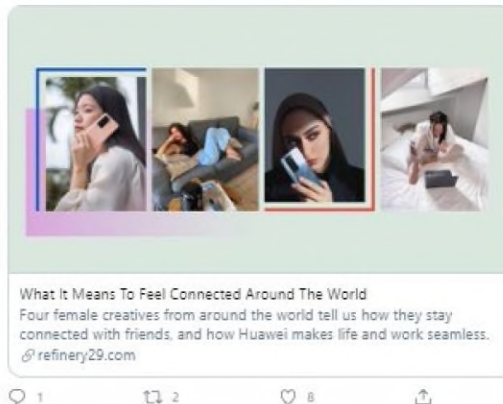 What It Means To Feel Connected Around The World
Four female creatives from around the world tell us how they stay
connected with friends, and how Huawei makes life and work seamless.
refinery29.com
1 2 8